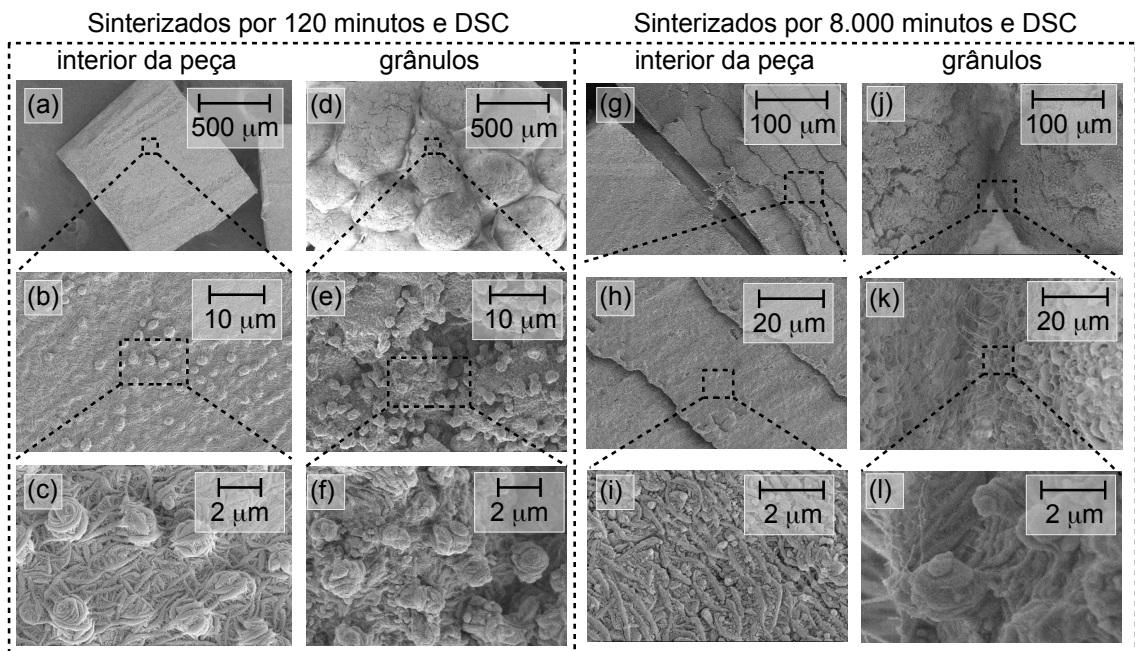 Sinterizados por 120 minutos e DSC
Sinterizados por 8.000 minutos e DSC
interior da peça
grânulos
interior da peça
grânulos
(a)
500 μm
(d)
500 μm
(g)
100 μm
(j)
100 μm
(b)
10 μm
(e)
10 μm
(h)
20 μm
(k)
20 μm
(c)
2 μm
(f)
2 μm
(i)
2 μm
(l)
2 μm